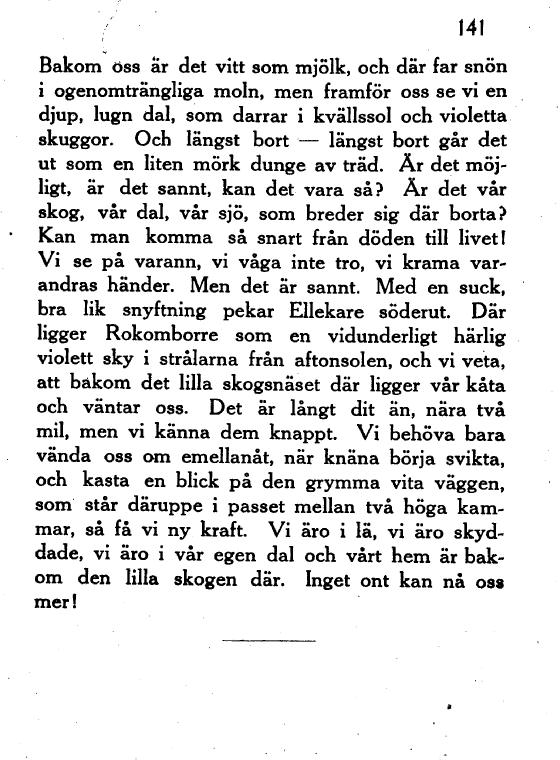 141
Bakom oss är det vitt som mjölk, och där far snön
i ogenomträngliga moln, men framför oss se vi en
djup, lugn dal, som darrar i kvällssol och violetta
skuggor. Och längst bort — längst bort går det
ut som en liten mörk dunge av träd. Är det möj-
ligt, är det sannt, kan det vara så? Är det vår
skog, vår dal, vår sjö, som breder sig där borta?
Kan man komma så snart från döden till livet!
Vi se på varann, vi våga inte tro, vi krama var-
andras händer. Men det är sannt. Med en suck,
bra lik snyftning pekar Ellekare söderut. Där
ligger Rokomborre som en vidunderligt härlig
violett sky i strålarna från aftonsolen, och vi veta,
att bakom det lilla skogsnäset där ligger vår kåta
och väntar oss. Det är långt dit än, nära två
mil, men vi känna dem knappt. Vi behöva bara
vända oss om emellanåt, när knäna börja svikta,
och kasta en blick på den grymma vita väggen,
som står däruppe i passet mellan två höga kam-
mar, så få vi ny kraft. Vi äro i lä, vi äro skyd-
dade, vi äro i vår egen dal och vårt hem är bak-
om den lilla skogen där. Inget ont kan nå oss
mer!